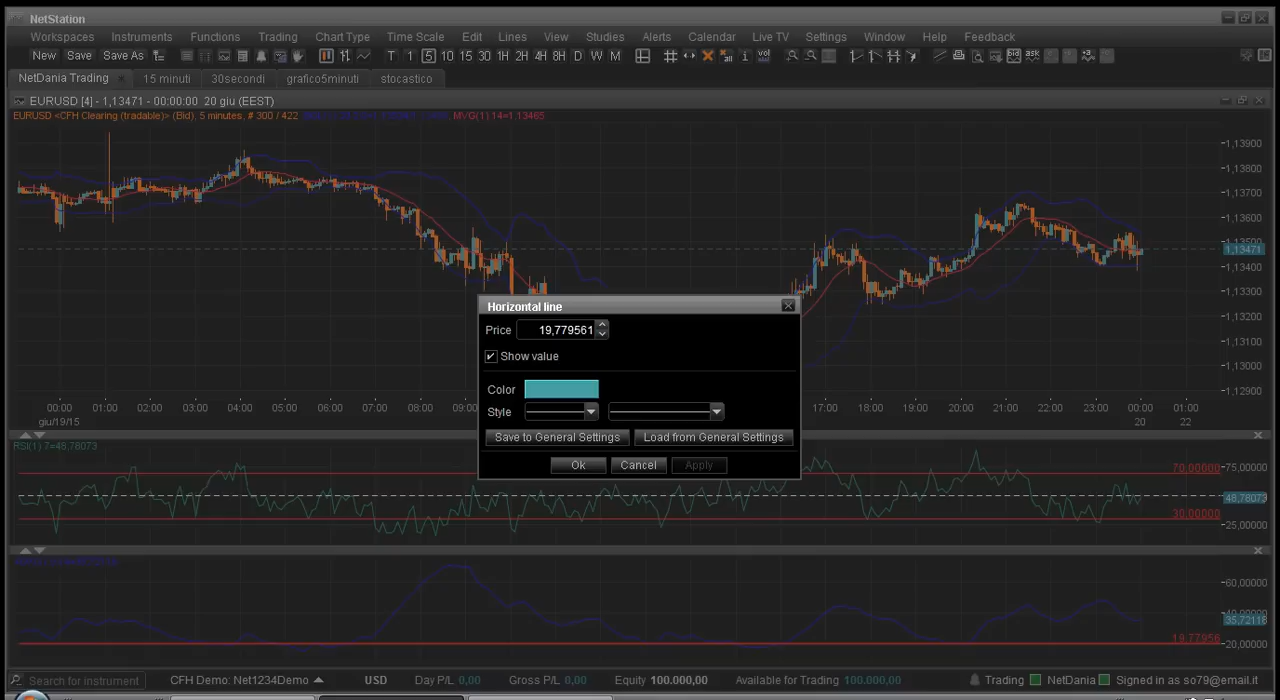 NetStation
Workspaces Instruments Functions Trading Chart Type Time Scale Edit Lines View Studies Alerts Calendar Live TV Settings Window Help Feedback
New Save Save As T 1 5 10 15 30 1H 2H 4H 8H D W M
NetDania Trading 15 minuti 30secondi grafico5minuti stocastico
EURUSD [4] - 1,13471 - 00:00:00 20 giu (EEST)
EURUSD <CFH Clearing (tradable)> (Bid), 5 minutes, # 300 / 422 MVG(1) 14=1.13465
1,13900
1,13800
1,13700
1,13600
1,13500
1,13471
1,13400
1,13300
1,13200
1,13100
1,13000
1,12900
Horizontal line
Price 19,779561
Show value
Color
Style
Save to General Settings Load from General Settings
Ok Cancel Apply
00:00 01:00 02:00 03:00 04:00 05:00 06:00 07:00 08:00 09:00 17:00 18:00 19:00 20:00 21:00 22:00 23:00 00:00 01:00
giu/19/15 20 22
RSI(1) 7=48,78073
70,00000 75,00000
48,78073
30,00000
25,00000
60,00000
40,00000
35,72118
19,77956 20,00000
Search for instrument CFH Demo: Net1234Demo USD Day P/L 0,00 Gross P/L 0,00 Equity 100.000,00 Available for Trading 100.000,00 Trading NetDania Signed in as so79@email.it